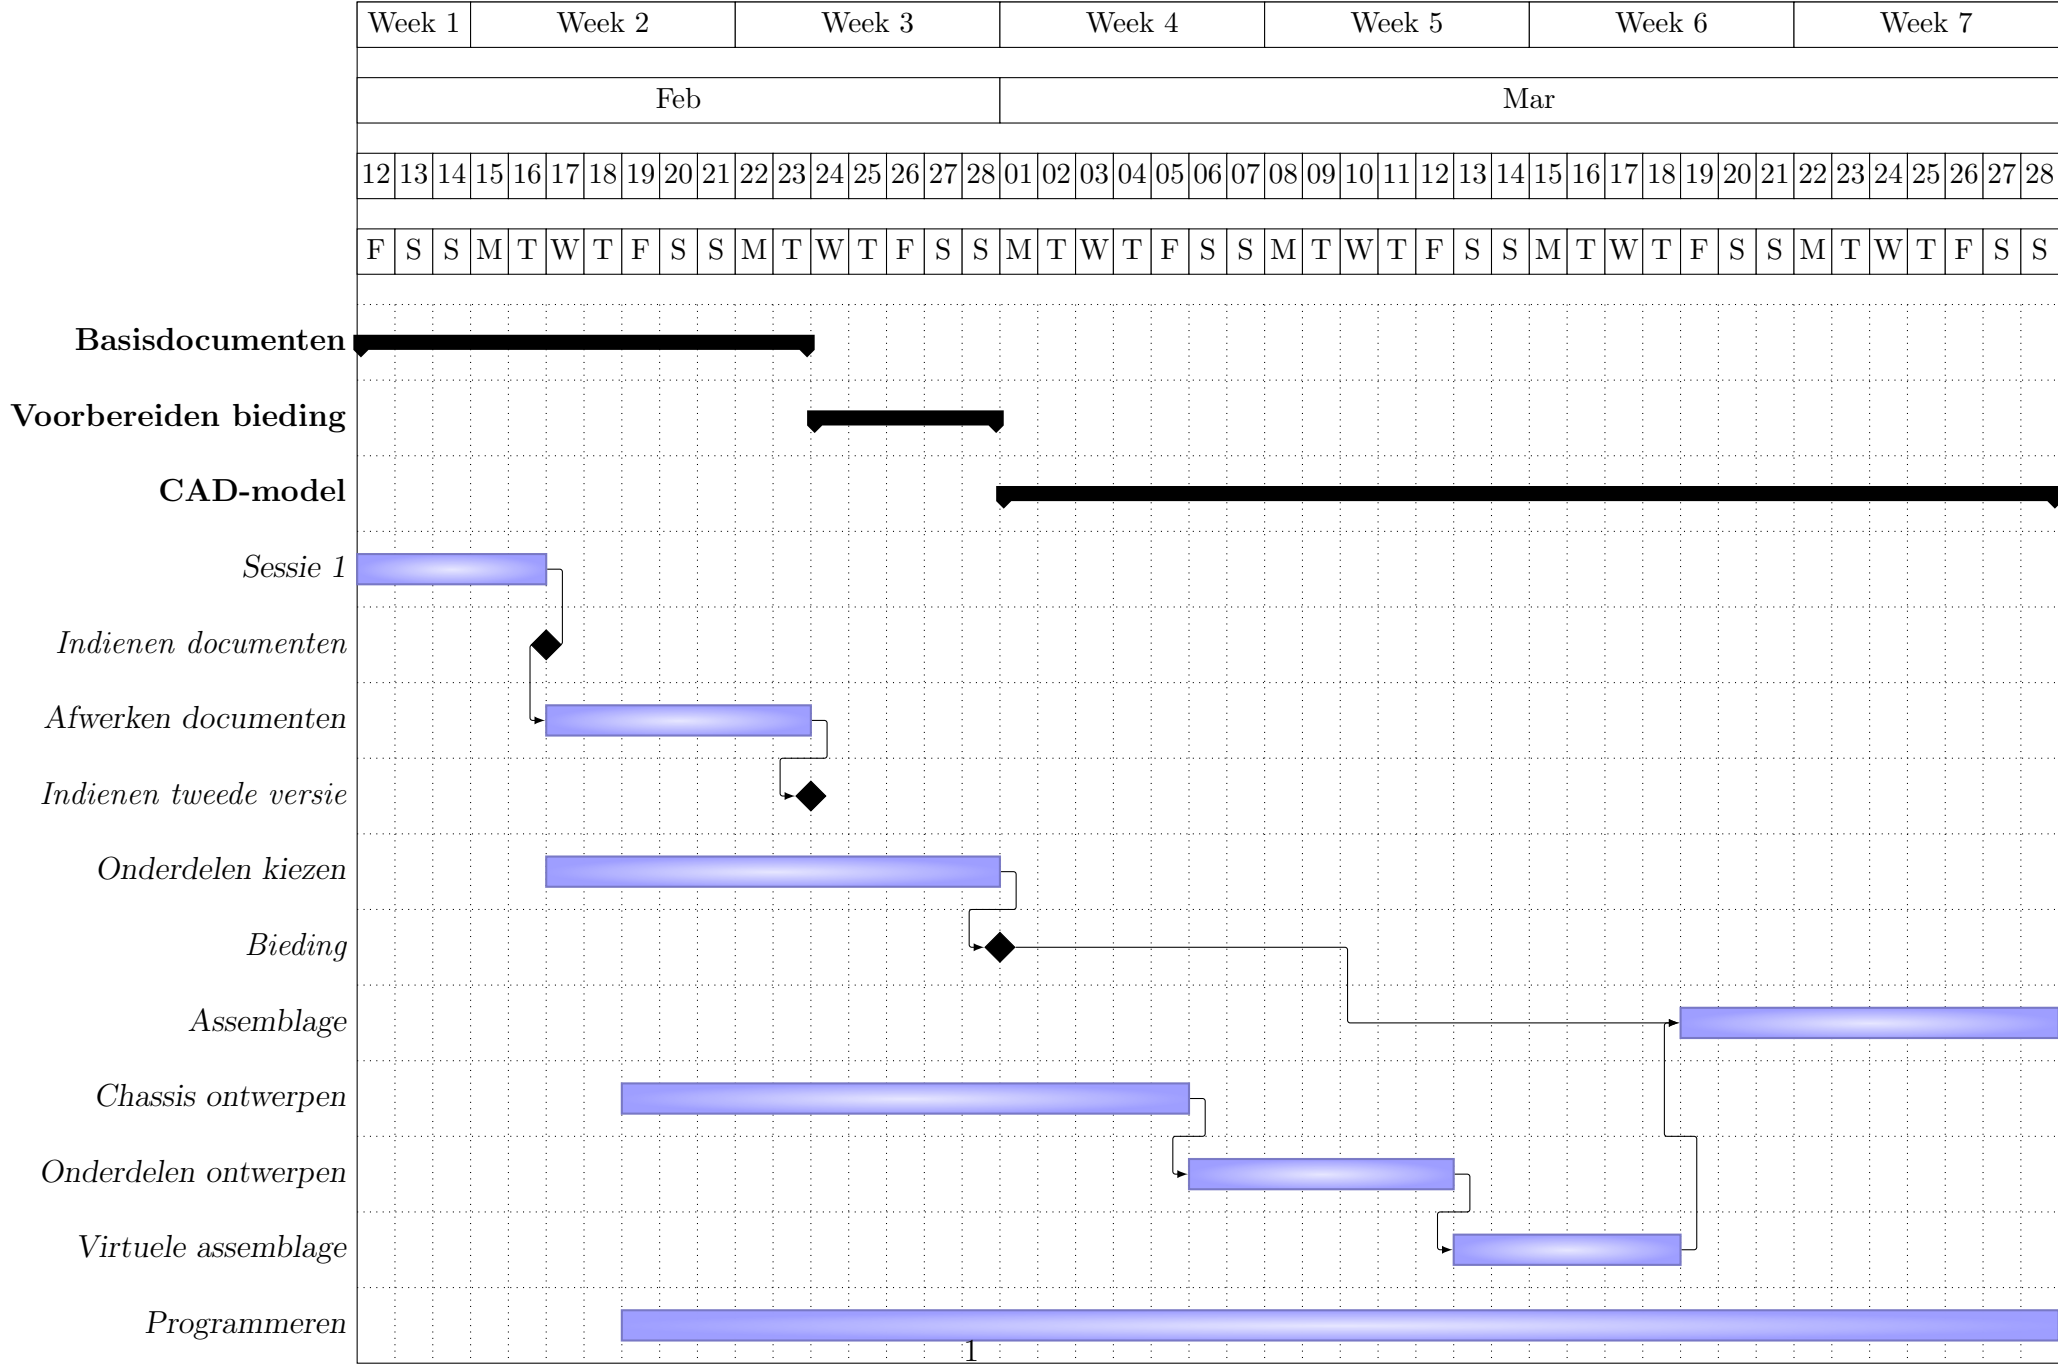 Week 1 Week 2 Week 3 Week 4 Week 5 Week 6 Week 7
Feb Mar
12 13 14 15 16 17 18 19 20 21 22 23 24 25 26 27 28 01 02 03 04 05 06 07 08 09 10 11 12 13 14 15 16 17 18 19 20 21 22 23 24 25 26 27 28
F S S M T W T F S S M T W T F S S M T W T F S S M T W T F S S M T W T F S S M T W T F S S
Basisdocumenten
Voorbereiden bieding
CAD-model
Sessie 1
Indienen documenten
Afwerken documenten
Indienen tweede versie
Onderdelen kiezen
Bieding
Assemblage
Chassis ontwerpen
Onderdelen ontwerpen
Virtuele assemblage
Programmeren
1